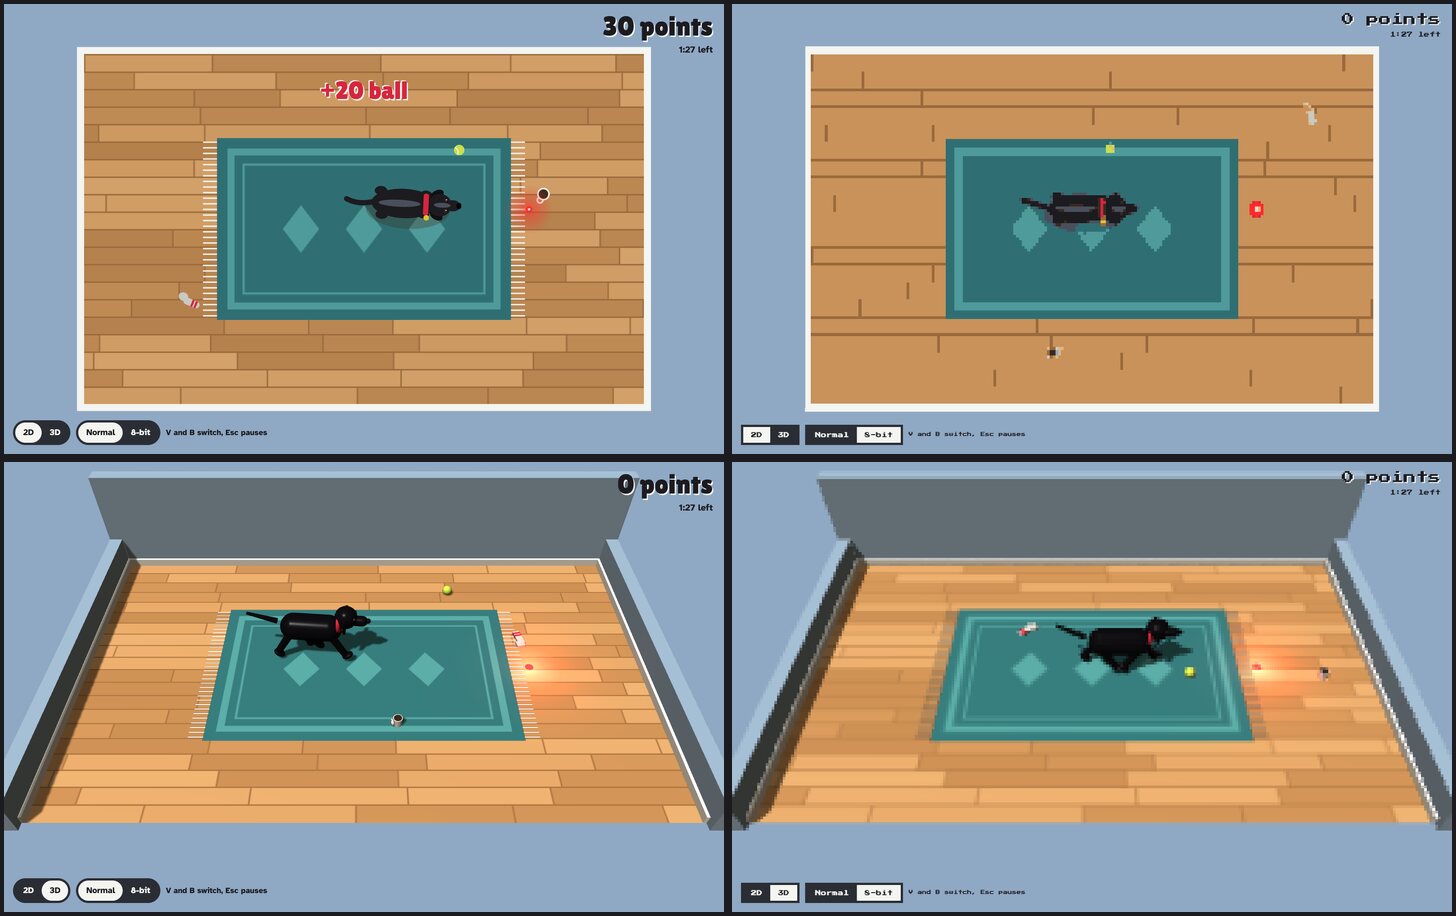 30 points
1:27 left
+20 ball
2D 3D Normal 8-bit V and B switch, Esc pauses
0 points
1:27 left
2D 3D Normal 8-bit V and B switch, Esc pauses
0 points
1:27 left
2D 3D Normal 8-bit V and B switch, Esc pauses
0 points
1:27 left
2D 3D Normal 8-bit V and B switch, Esc pauses